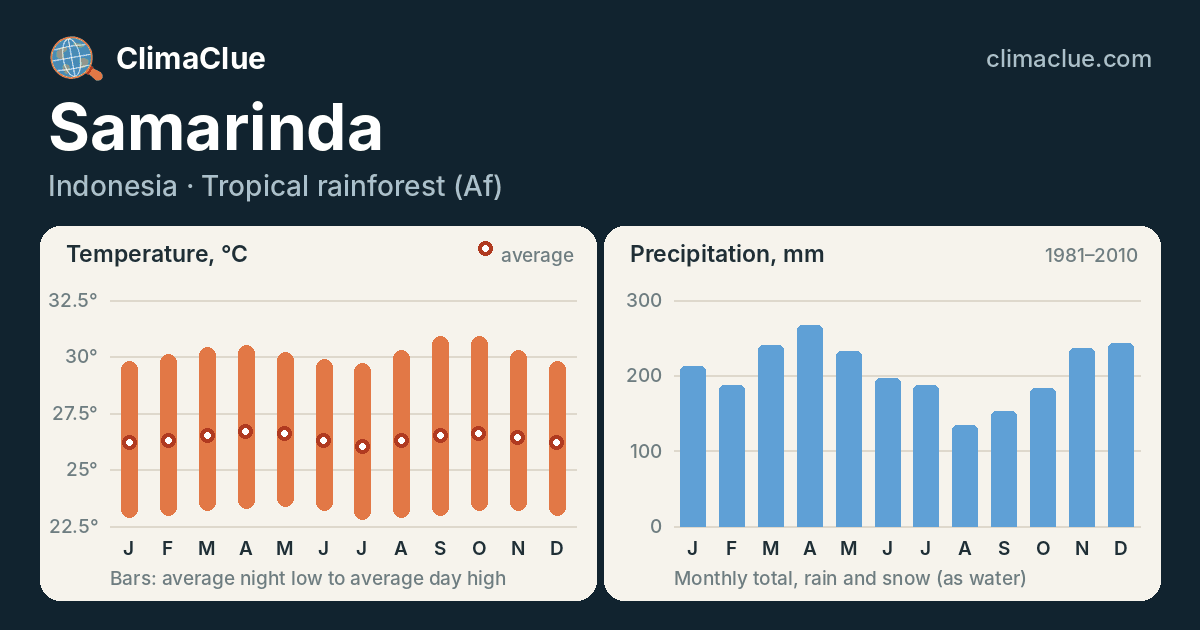 ClimaClue
climaclue.com
Samarinda
Indonesia · Tropical rainforest (Af)
Temperature, °C
average
32.5°
30°
27.5°
25°
22.5°
J F M A M J J A S O N D
Bars: average night low to average day high
Precipitation, mm
1981–2010
300
200
100
0
J F M A M J J A S O N D
Monthly total, rain and snow (as water)